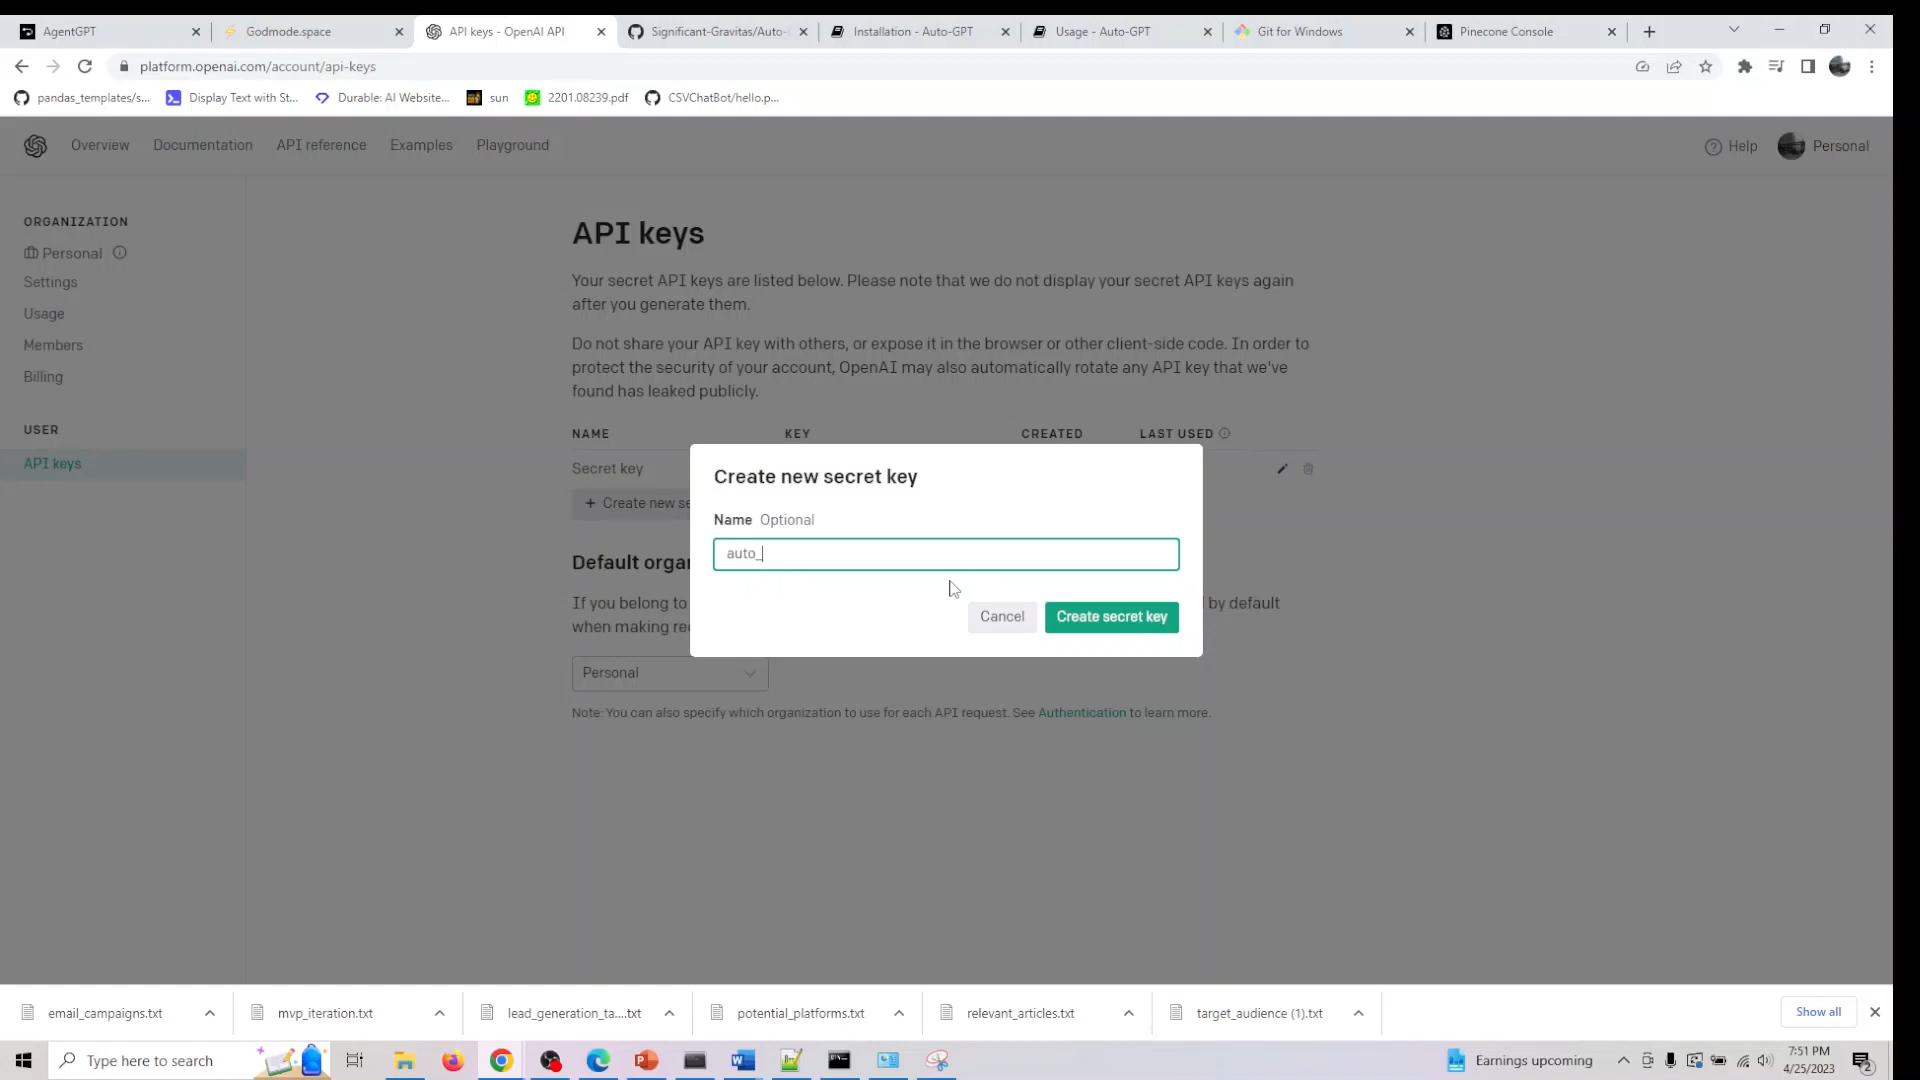 AgentGPT
Godmode.space
API keys - OpenAI API
Significant-Gravitas/Auto-
Installation - Auto-GPT
Usage - Auto-GPT
Git for Windows
Pinecone Console
platform.openai.com/account/api-keys
pandas_templates/s...
Display Text with St...
Durable: AI Website...
sun
2201.08239.pdf
CSVChatBot/hello.p...
Overview
Documentation
API reference
Examples
Playground
Help
Personal
ORGANIZATION
Personal
Settings
Usage
Members
Billing
USER
API keys
API keys
Your secret API keys are listed below. Please note that we do not display your secret API keys again
after you generate them.
Do not share your API key with others, or expose it in the browser or other client-side code. In order to
protect the security of your account, OpenAI may also automatically rotate any API key that we've
found has leaked publicly.
NAME KEY CREATED LAST USED
Secret key
+ Create new se
Create new secret key
Name Optional
auto_
Cancel
Create secret key
Default orga
If you belong to by default
when making re
Personal
Note: You can also specify which organization to use for each API request. See Authentication to learn more.
email_campaigns.txt
mvp_iteration.txt
lead_generation_ta....txt
potential_platforms.txt
relevant_articles.txt
target_audience (1).txt
Show all
Type here to search
Earnings upcoming
7:51 PM
4/25/2023
2